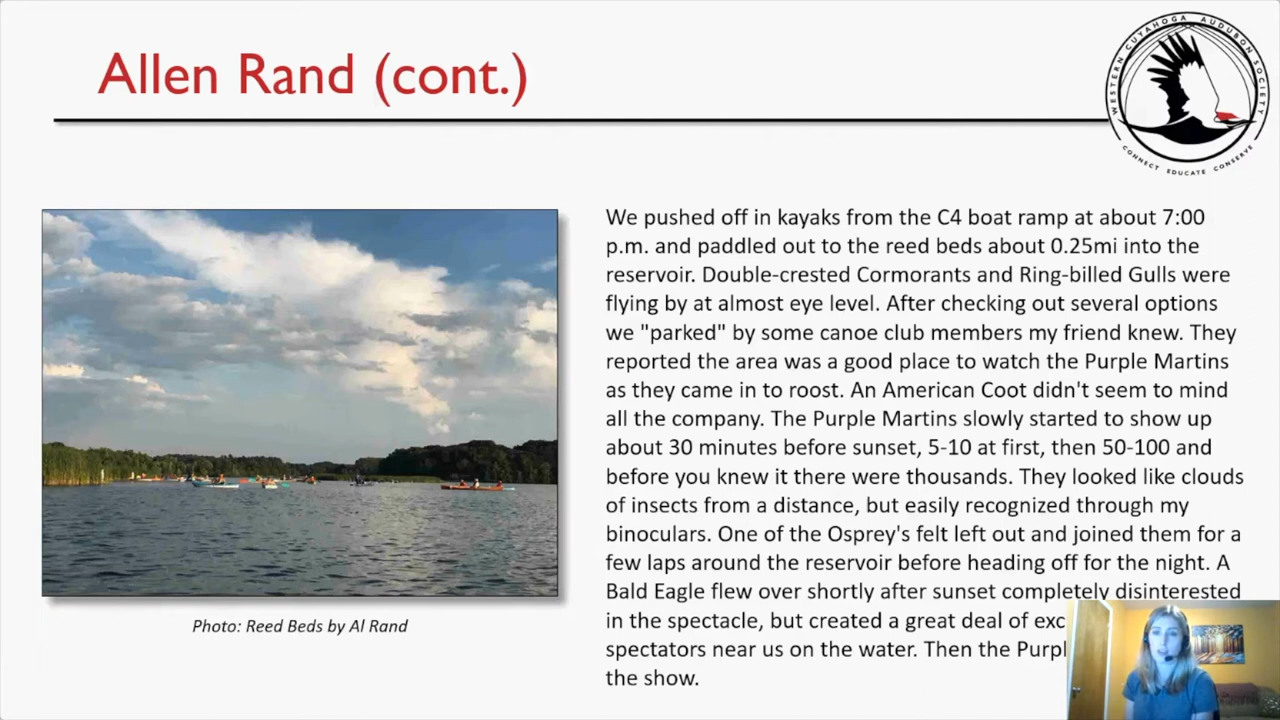 Allen Rand (cont.)
WESTERN CUYAHOGA AUDUBON SOCIETY
CONNECT EDUCATE CONSERVE
We pushed off in kayaks from the C4 boat ramp at about 7:00
p.m. and paddled out to the reed beds about 0.25mi into the
reservoir. Double-crested Cormorants and Ring-billed Gulls were
flying by at almost eye level. After checking out several options
we "parked" by some canoe club members my friend knew. They
reported the area was a good place to watch the Purple Martins
as they came in to roost. An American Coot didn't seem to mind
all the company. The Purple Martins slowly started to show up
about 30 minutes before sunset, 5-10 at first, then 50-100 and
before you knew it there were thousands. They looked like clouds
of insects from a distance, but easily recognized through my
binoculars. One of the Osprey's felt left out and joined them for a
few laps around the reservoir before heading off for the night. A
Bald Eagle flew over shortly after sunset completely disinterested
in the spectacle, but created a great deal of exc
spectators near us on the water. Then the Purpl
the show.
Photo: Reed Beds by Al Rand